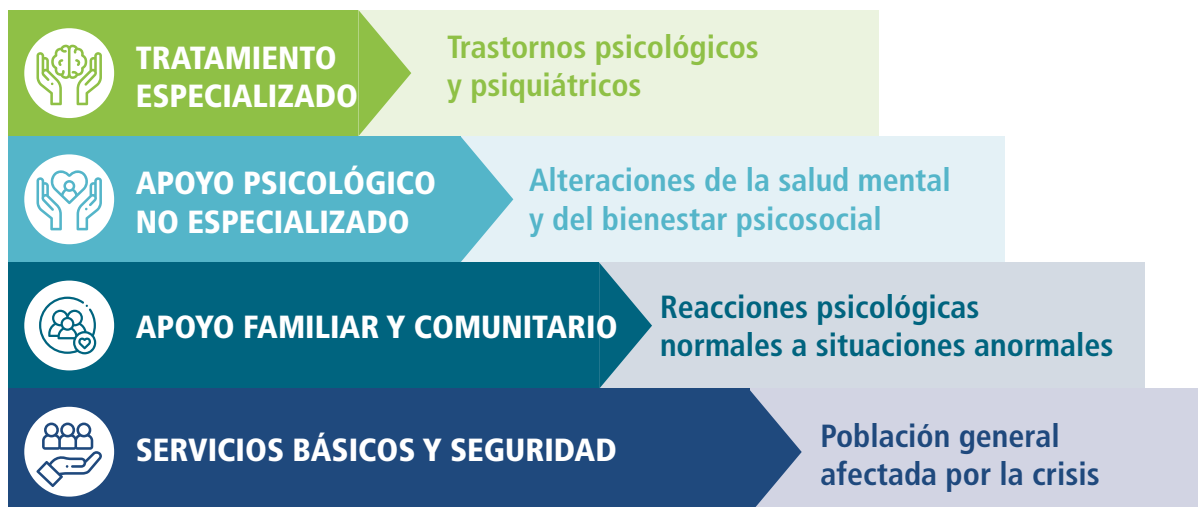 TRATAMIENTO
ESPECIALIZADO
Trastornos psicológicos
y psiquiátricos
APOYO PSICOLÓGICO
NO ESPECIALIZADO
Alteraciones de la salud mental
y del bienestar psicosocial
APOYO FAMILIAR Y COMUNITARIO
Reacciones psicológicas
normales a situaciones anormales
SERVICIOS BÁSICOS Y SEGURIDAD
Población general
afectada por la crisis